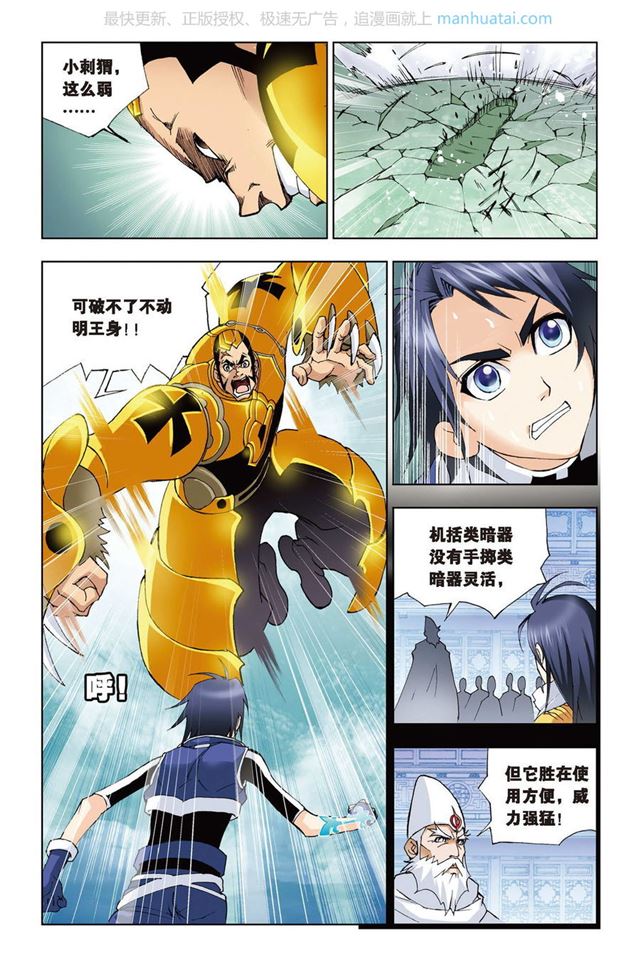 最快更新、正版授权、极速无广告，追漫画就上 manhuatai.com
小刺猬，
这么弱
……
可破不了不动
明王身！！
呼！
机括类暗器
没有手掷类
暗器灵活，
但它胜在使
用方便，威
力强猛！